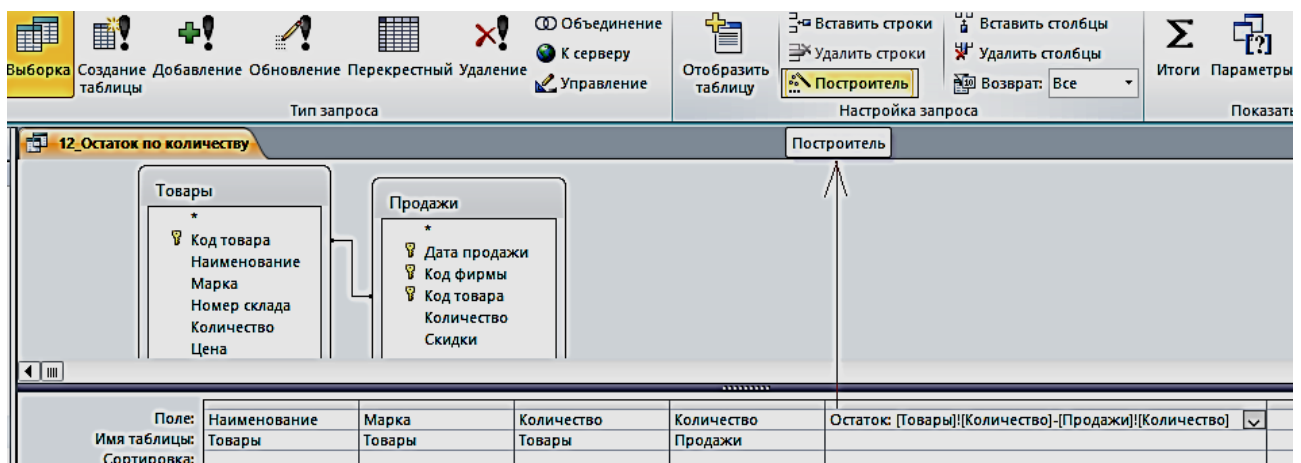 Выборка Создание таблицы Добавление Обновление Перекрестный Удаление
Объединение
К серверу
Управление
Тип запроса
Отобразить таблицу
Вставить строки
Удалить строки
Построитель
Вставить столбцы
Удалить столбцы
Возврат: Все
Настройка запроса
Σ
Итоги
[?]
Параметры
Показать
12_Остаток по количеству
Построитель
Товары
*
Код товара
Наименование
Марка
Номер склада
Количество
Цена
Продажи
*
Дата продажи
Код фирмы
Код товара
Количество
Скидки
Поле: Наименование Марка Количество Количество Остаток: [Товары]![Количество]-[Продажи]![Количество]
Имя таблицы: Товары Товары Товары Продажи
Сортировка: